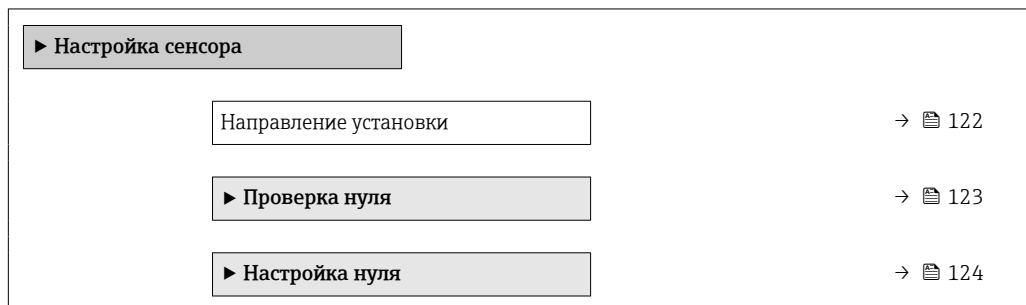 ▶ Настройка сенсора
Направление установки → 122
▶ Проверка нуля → 123
▶ Настройка нуля → 124